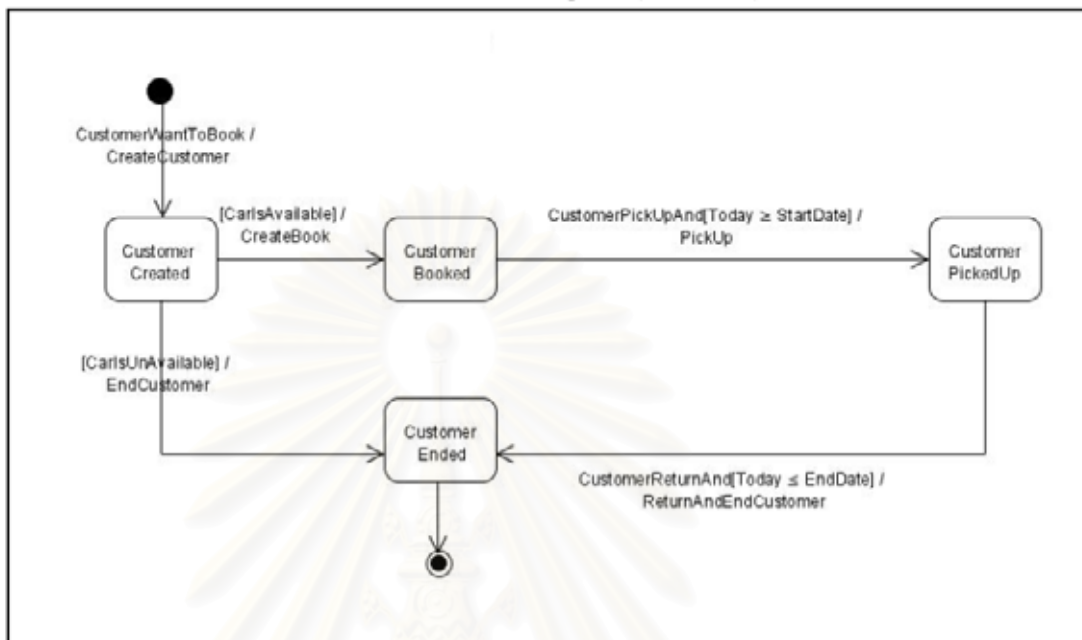 CustomerWantToBook /
CreateCustomer
[CarIsAvailable] /
CreateBook
CustomerPickUpAnd[Today ≥ StartDate] /
PickUp
Customer
Created
Customer
Booked
Customer
PickedUp
[CarIsUnAvailable] /
EndCustomer
Customer
Ended
CustomerReturnAnd[Today ≤ EndDate] /
ReturnAndEndCustomer